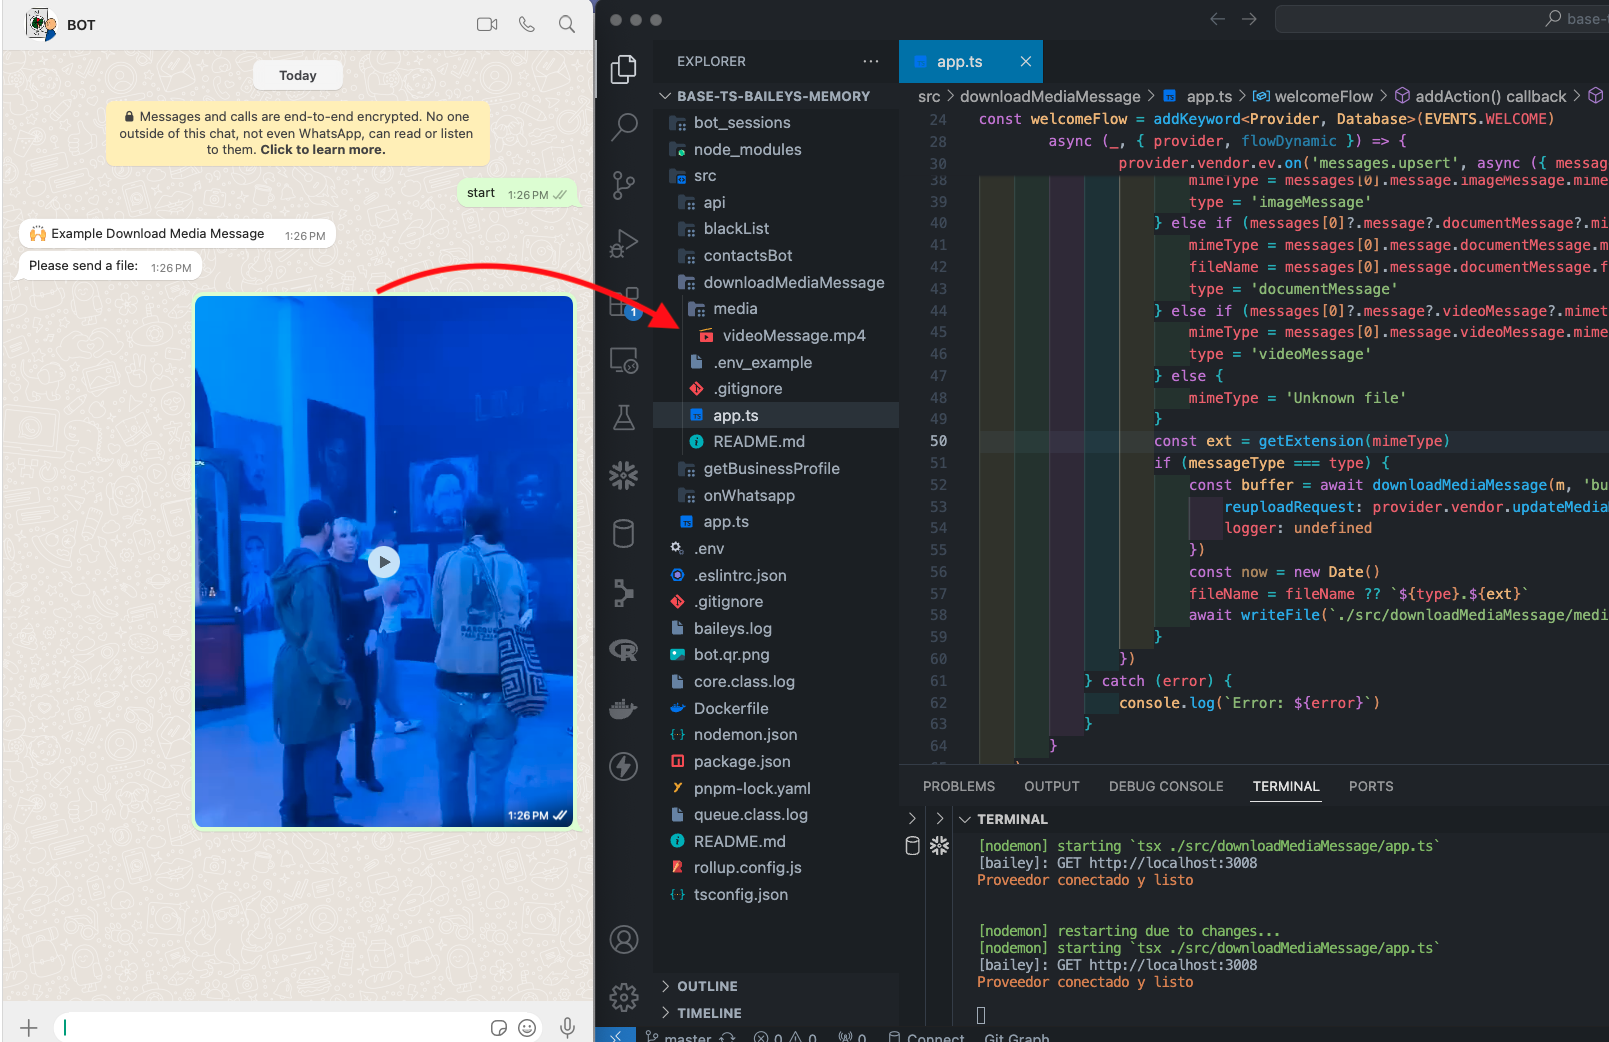 BOT
Today
Messages and calls are end-to-end encrypted. No one
outside of this chat, not even WhatsApp, can read or listen
to them. Click to learn more.
start 1:26 PM
🙌 Example Download Media Message 1:26 PM
Please send a file: 1:26 PM
1:26 PM
base-
EXPLORER
BASE-TS-BAILEYS-MEMORY
bot_sessions
node_modules
src
api
blackList
contactsBot
downloadMediaMessage
media
videoMessage.mp4
.env_example
.gitignore
app.ts
README.md
getBusinessProfile
onWhatsapp
app.ts
.env
.eslintrc.json
.gitignore
baileys.log
bot.qr.png
core.class.log
Dockerfile
nodemon.json
package.json
pnpm-lock.yaml
queue.class.log
README.md
rollup.config.js
tsconfig.json
OUTLINE
TIMELINE
1
app.ts
src > downloadMediaMessage > app.ts > welcomeFlow > addAction() callback >
24 const welcomeFlow = addKeyword<Provider, Database>(EVENTS.WELCOME)
28 async (_, { provider, flowDynamic }) => {
30 provider.vendor.ev.on('messages.upsert', async ({ messag
38 mimeType = messages[0].message.imageMessage.mime
39 type = 'imageMessage'
40 } else if (messages[0]?.message?.documentMessage?.mi
41 mimeType = messages[0].message.documentMessage.m
42 fileName = messages[0].message.documentMessage.f
43 type = 'documentMessage'
44 } else if (messages[0]?.message?.videoMessage?.mimet
45 mimeType = messages[0].message.videoMessage.mime
46 type = 'videoMessage'
47 } else {
48 mimeType = 'Unknown file'
49 }
50 const ext = getExtension(mimeType)
51 if (messageType === type) {
52 const buffer = await downloadMediaMessage(m, 'bu
53 reuploadRequest: provider.vendor.updateMedia
54 logger: undefined
55 })
56 const now = new Date()
57 fileName = fileName ?? `${type}.${ext}`
58 await writeFile(`./src/downloadMediaMessage/medi
59 }
60 })
61 } catch (error) {
62 console.log(`Error: ${error}`)
63 }
64 }
PROBLEMS OUTPUT DEBUG CONSOLE TERMINAL PORTS
TERMINAL
[nodemon] starting `tsx ./src/downloadMediaMessage/app.ts`
[bailey]: GET http://localhost:3008
Proveedor conectado y listo
[nodemon] restarting due to changes...
[nodemon] starting `tsx ./src/downloadMediaMessage/app.ts`
[bailey]: GET http://localhost:3008
Proveedor conectado y listo
master 0 0 0 Connect Git Graph